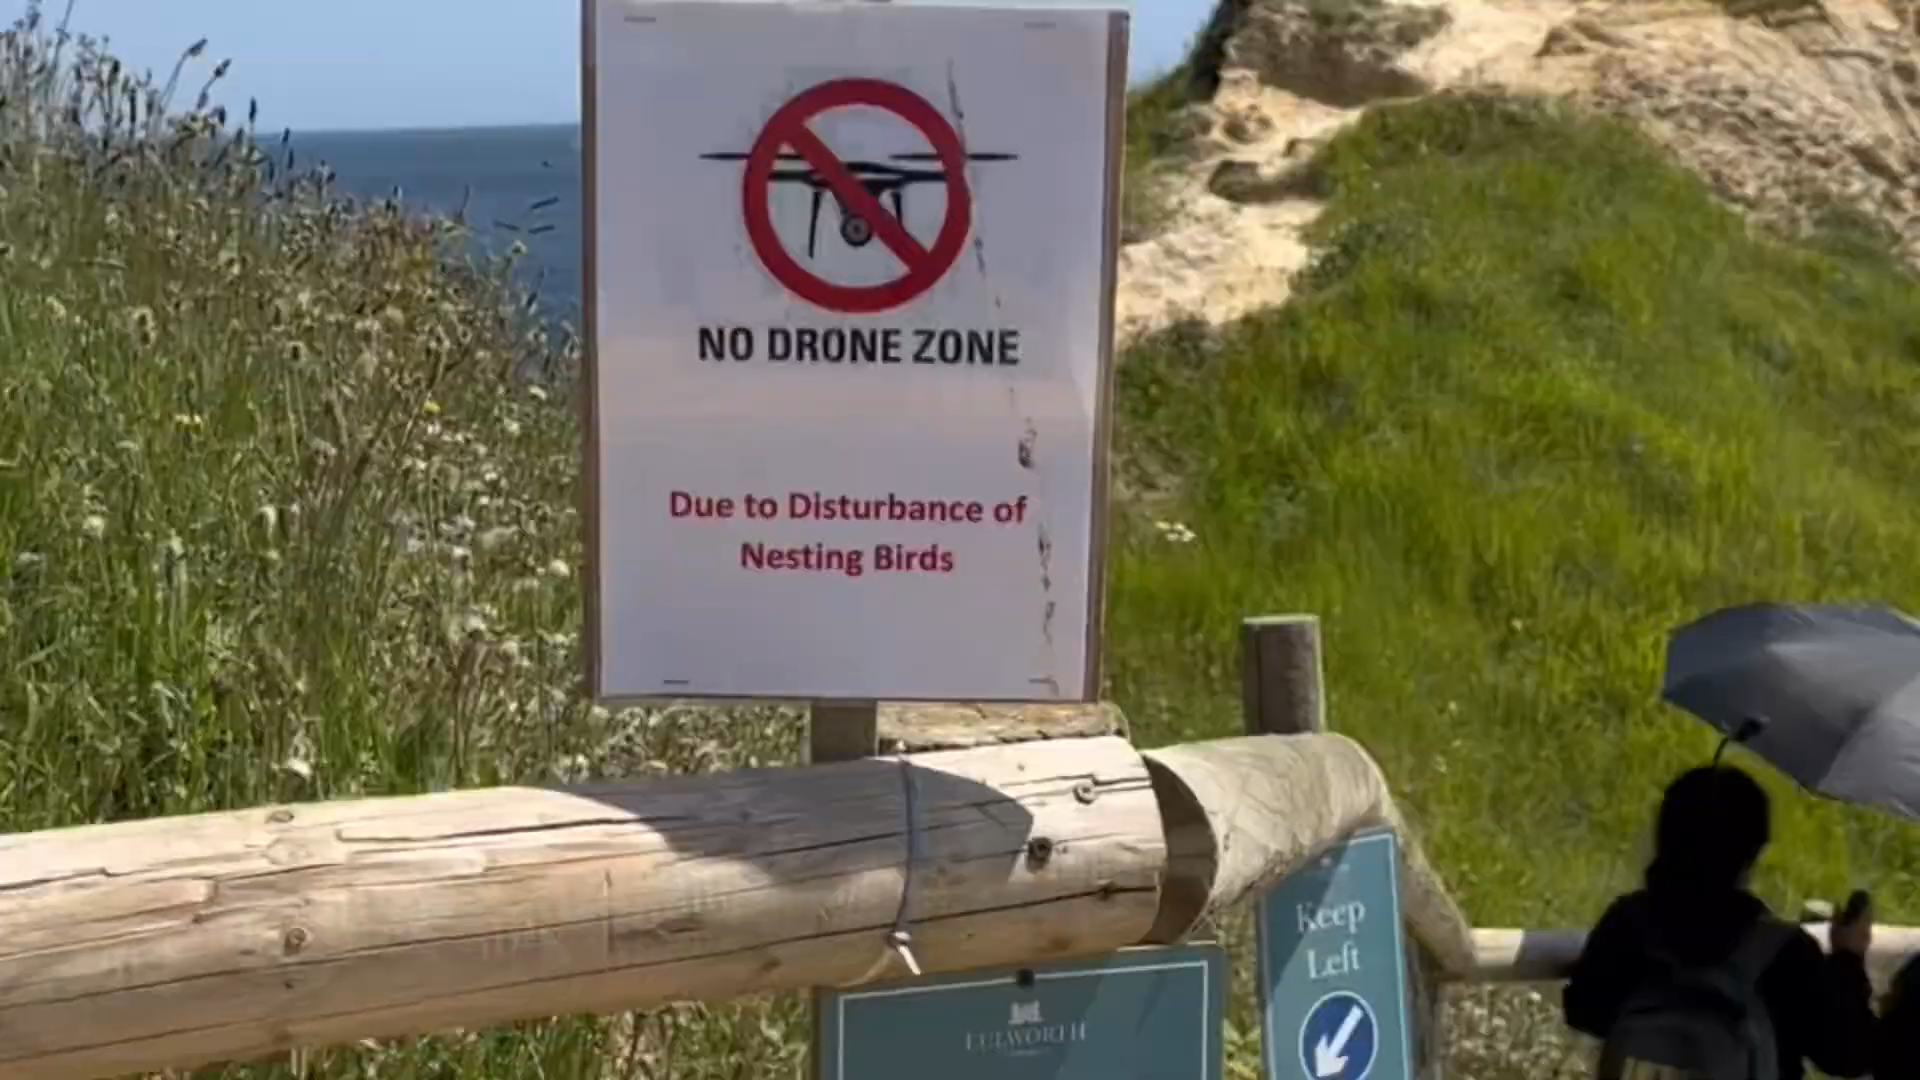 NO DRONE ZONE
Due to Disturbance of
Nesting Birds
Keep
Left
LULWORTH